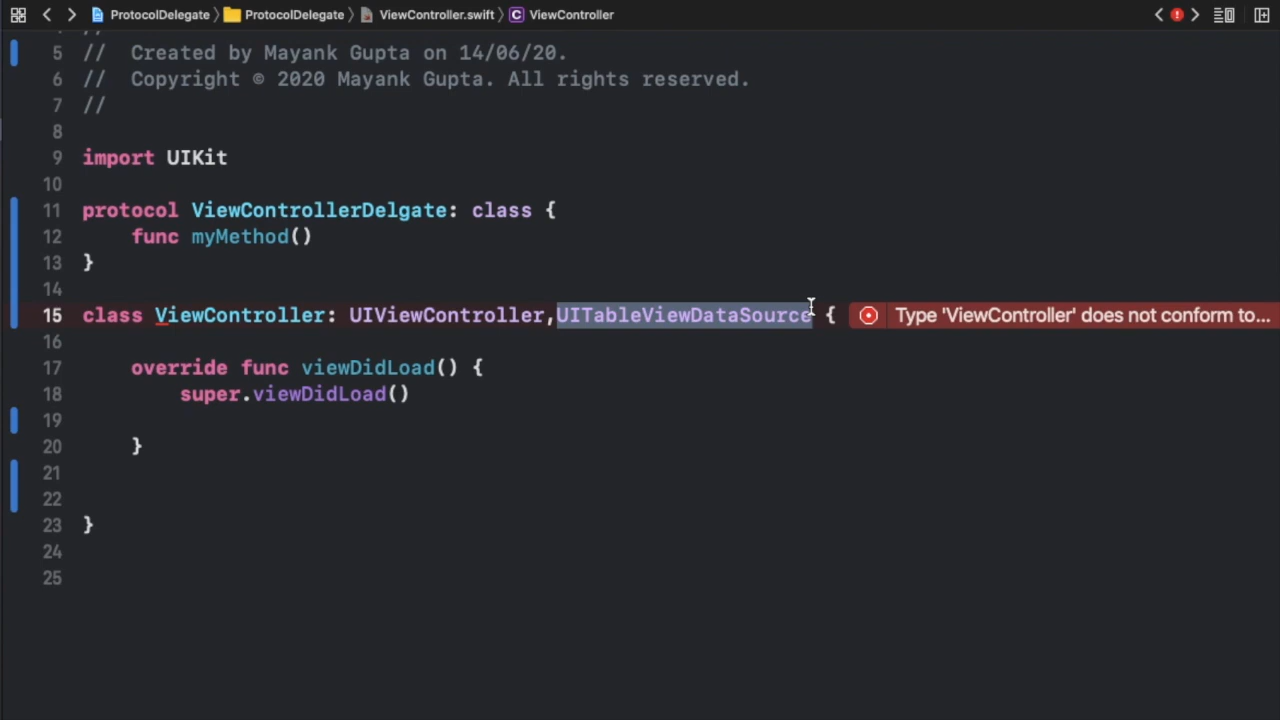 ProtocolDelegate ProtocolDelegate ViewController.swift C ViewController
5 // Created by Mayank Gupta on 14/06/20.
6 // Copyright © 2020 Mayank Gupta. All rights reserved.
7 //
8
9 import UIKit
10
11 protocol ViewControllerDelgate: class {
12 func myMethod()
13 }
14
15 class ViewController: UIViewController,UITableViewDataSource { Type 'ViewController' does not conform to...
16
17 override func viewDidLoad() {
18 super.viewDidLoad()
19
20 }
21
22
23 }
24
25